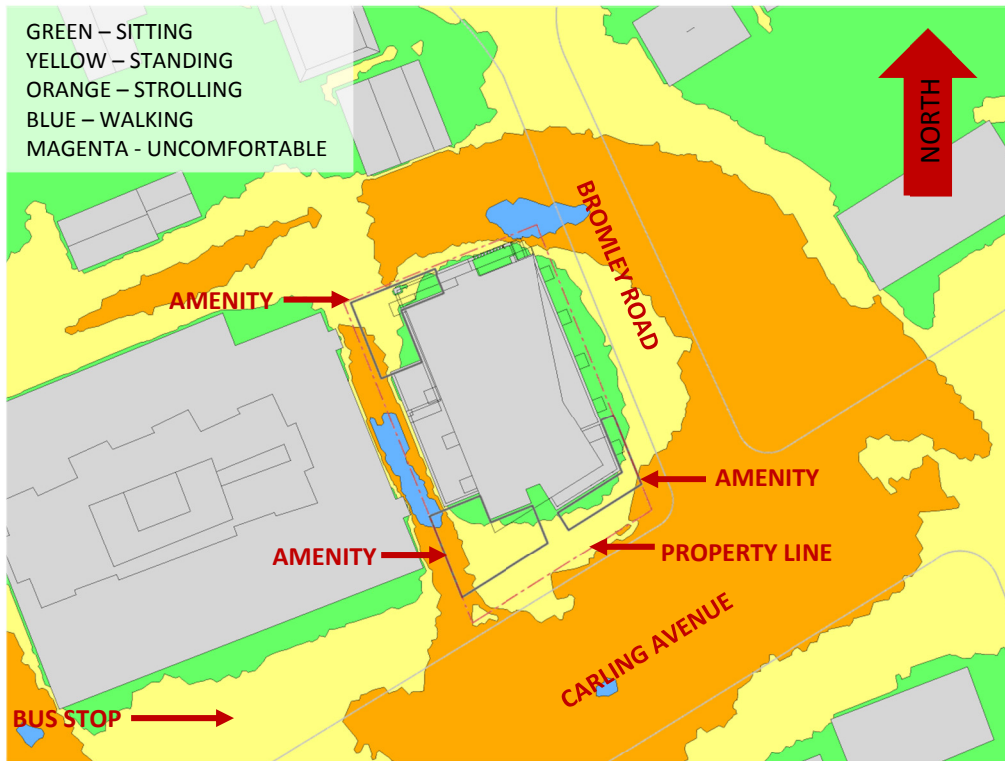 GREEN – SITTING
YELLOW – STANDING
ORANGE – STROLLING
BLUE – WALKING
MAGENTA - UNCOMFORTABLE
NORTH
BROMLEY ROAD
AMENITY
AMENITY
AMENITY
PROPERTY LINE
CARLING AVENUE
BUS STOP